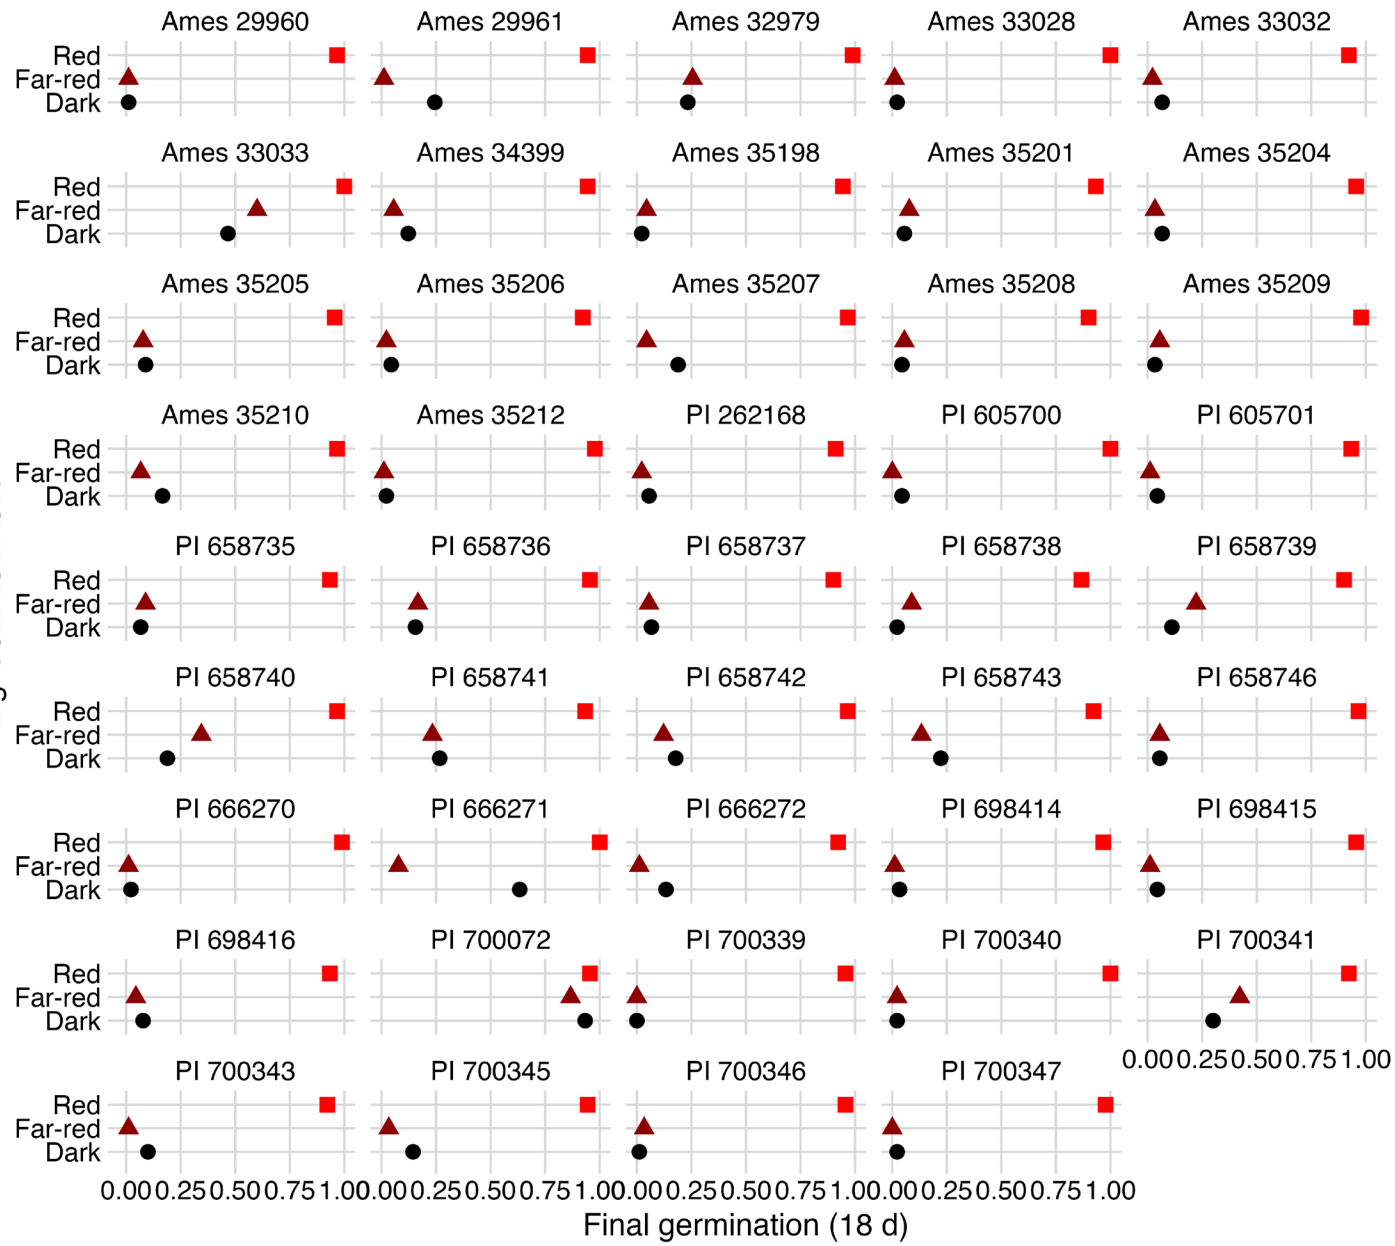 Ames 29960 Ames 29961 Ames 32979 Ames 33028 Ames 33032
Red
Far-red
Dark
Ames 33033 Ames 34399 Ames 35198 Ames 35201 Ames 35204
Red
Far-red
Dark
Ames 35205 Ames 35206 Ames 35207 Ames 35208 Ames 35209
Red
Far-red
Dark
Ames 35210 Ames 35212 PI 262168 PI 605700 PI 605701
Red
Far-red
Dark
PI 658735 PI 658736 PI 658737 PI 658738 PI 658739
Red
Far-red
Dark
PI 658740 PI 658741 PI 658742 PI 658743 PI 658746
Red
Far-red
Dark
PI 666270 PI 666271 PI 666272 PI 698414 PI 698415
Red
Far-red
Dark
PI 698416 PI 700072 PI 700339 PI 700340 PI 700341
Red
Far-red
Dark
0.00 0.25 0.50 0.75 1.00
PI 700343 PI 700345 PI 700346 PI 700347
Red
Far-red
Dark
0.00 0.25 0.50 0.75 1.00 0.00 0.25 0.50 0.75 1.00 0.00 0.25 0.50 0.75 1.00 0.00 0.25 0.50 0.75 1.00
Final germination (18 d)